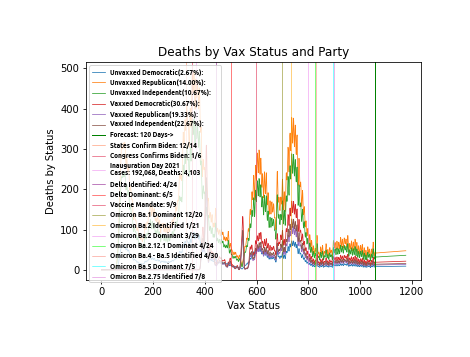 Deaths by Vax Status and Party
Deaths by Status
500
400
300
200
100
0
Unvaxxed Democratic(2.67%):
Unvaxxed Republican(14.00%):
Unvaxxed Independent(10.67%):
Vaxxed Democratic(30.67%):
Vaxxed Republican(19.33%):
Vaxxed Independent(22.67%):
Forecast: 120 Days->
States Confirm Biden: 12/14
Congress Confirms Biden: 1/6
Inauguration Day 2021
Cases: 192,068, Deaths: 4,103
Delta Identified: 4/24
Delta Dominant: 6/5
Vaccine Mandate: 9/9
Omicron Ba.1 Dominant 12/20
Omicron Ba.2 Identified 1/21
Omicron Ba.2 Dominant 3/29
Omicron Ba.2.12.1 Dominant 4/24
Omicron Ba.4 - Ba.5 Identified 4/30
Omicron Ba.5 Dominant 7/5
Omicron Ba.2.75 Identified 7/8
0 200 400 600 800 1000 1200
Vax Status